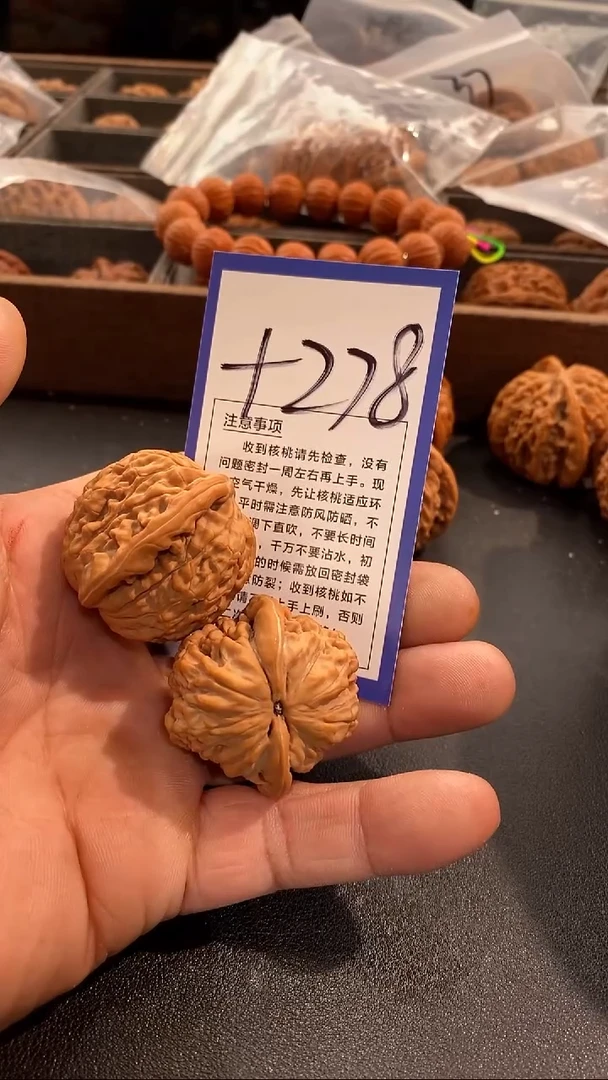 +278
注意事项
收到核桃请先检查，没有
问题密封一周左右再上手。现
空气干燥，先让核桃适应环
平时需注意防风防晒，不
下直吹，不要长时间
，千万不要沾水，初
的时候需放回密封袋
防裂；收到核桃如不
上手上刷，否则